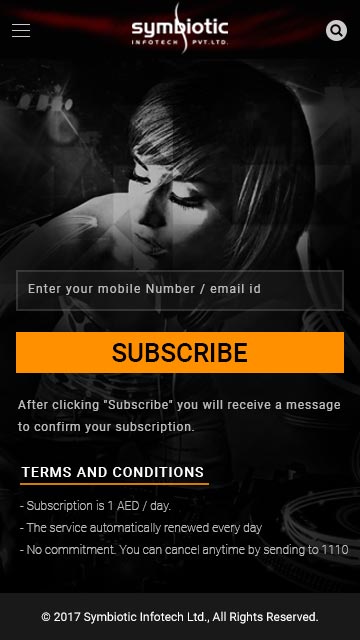 symbiotic
INFOTECH PVT.LTD.
Enter your mobile Number / email id
SUBSCRIBE
After clicking "Subscribe" you will receive a message
to confirm your subscription.
TERMS AND CONDITIONS
- Subscription is 1 AED / day.
- The service automatically renewed every day
- No commitment. You can cancel anytime by sending to 1110
© 2017 Symbiotic Infotech Ltd., All Rights Reserved.